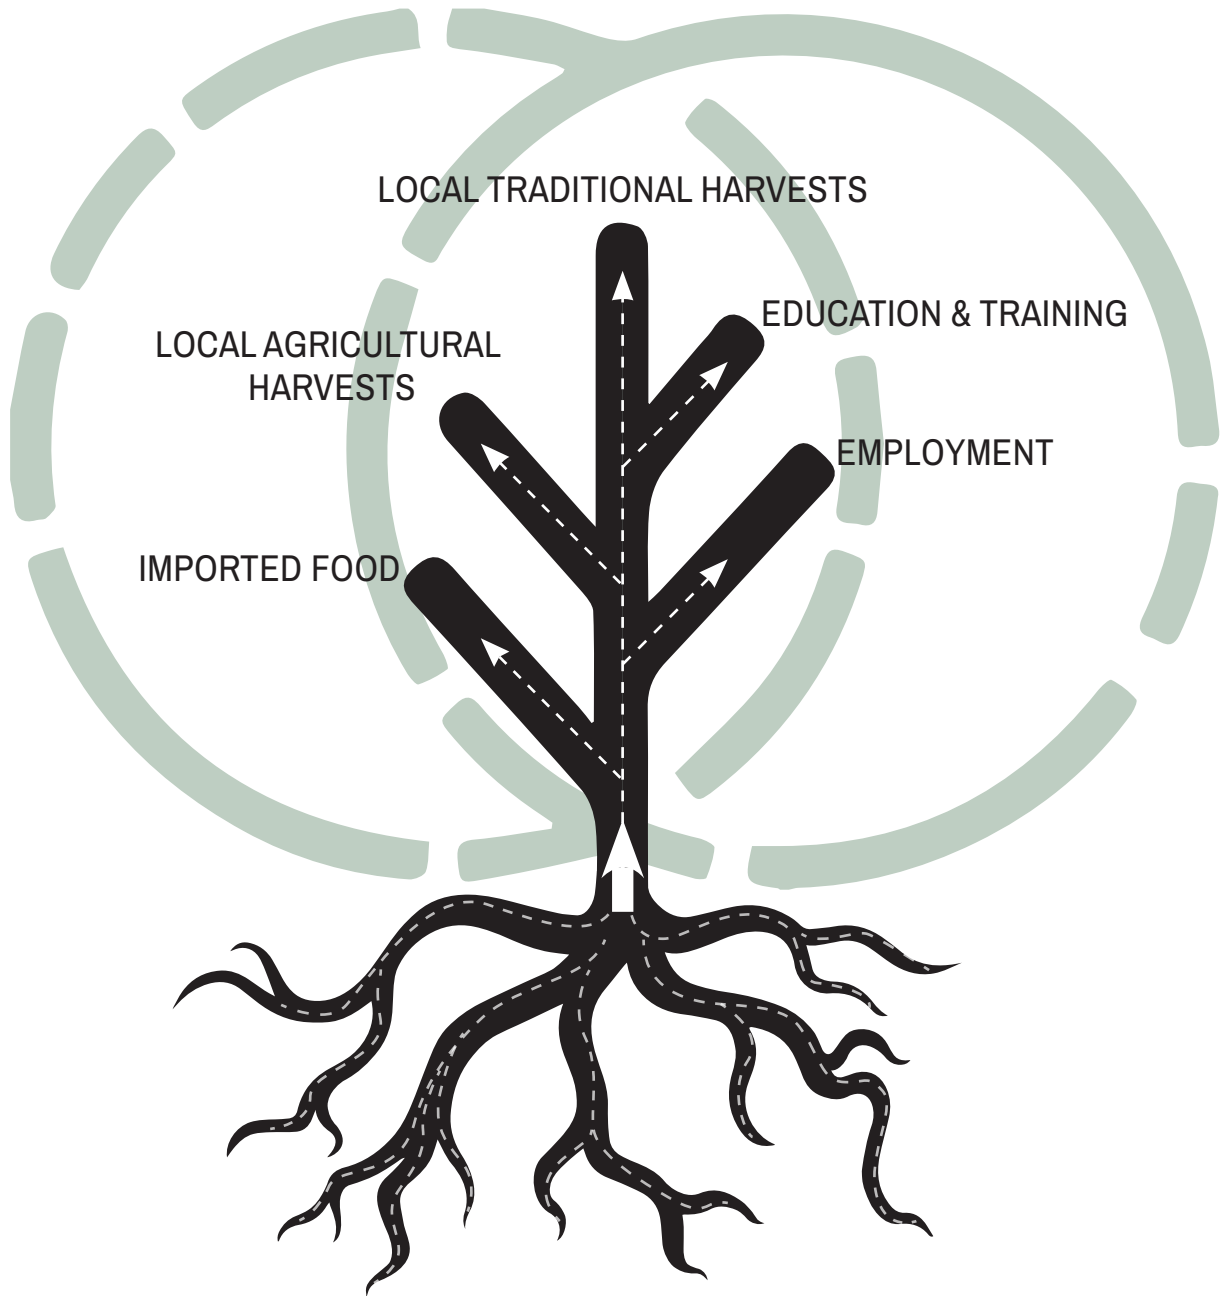 LOCAL TRADITIONAL HARVESTS
EDUCATION & TRAINING
LOCAL AGRICULTURAL
HARVESTS
EMPLOYMENT
IMPORTED FOOD